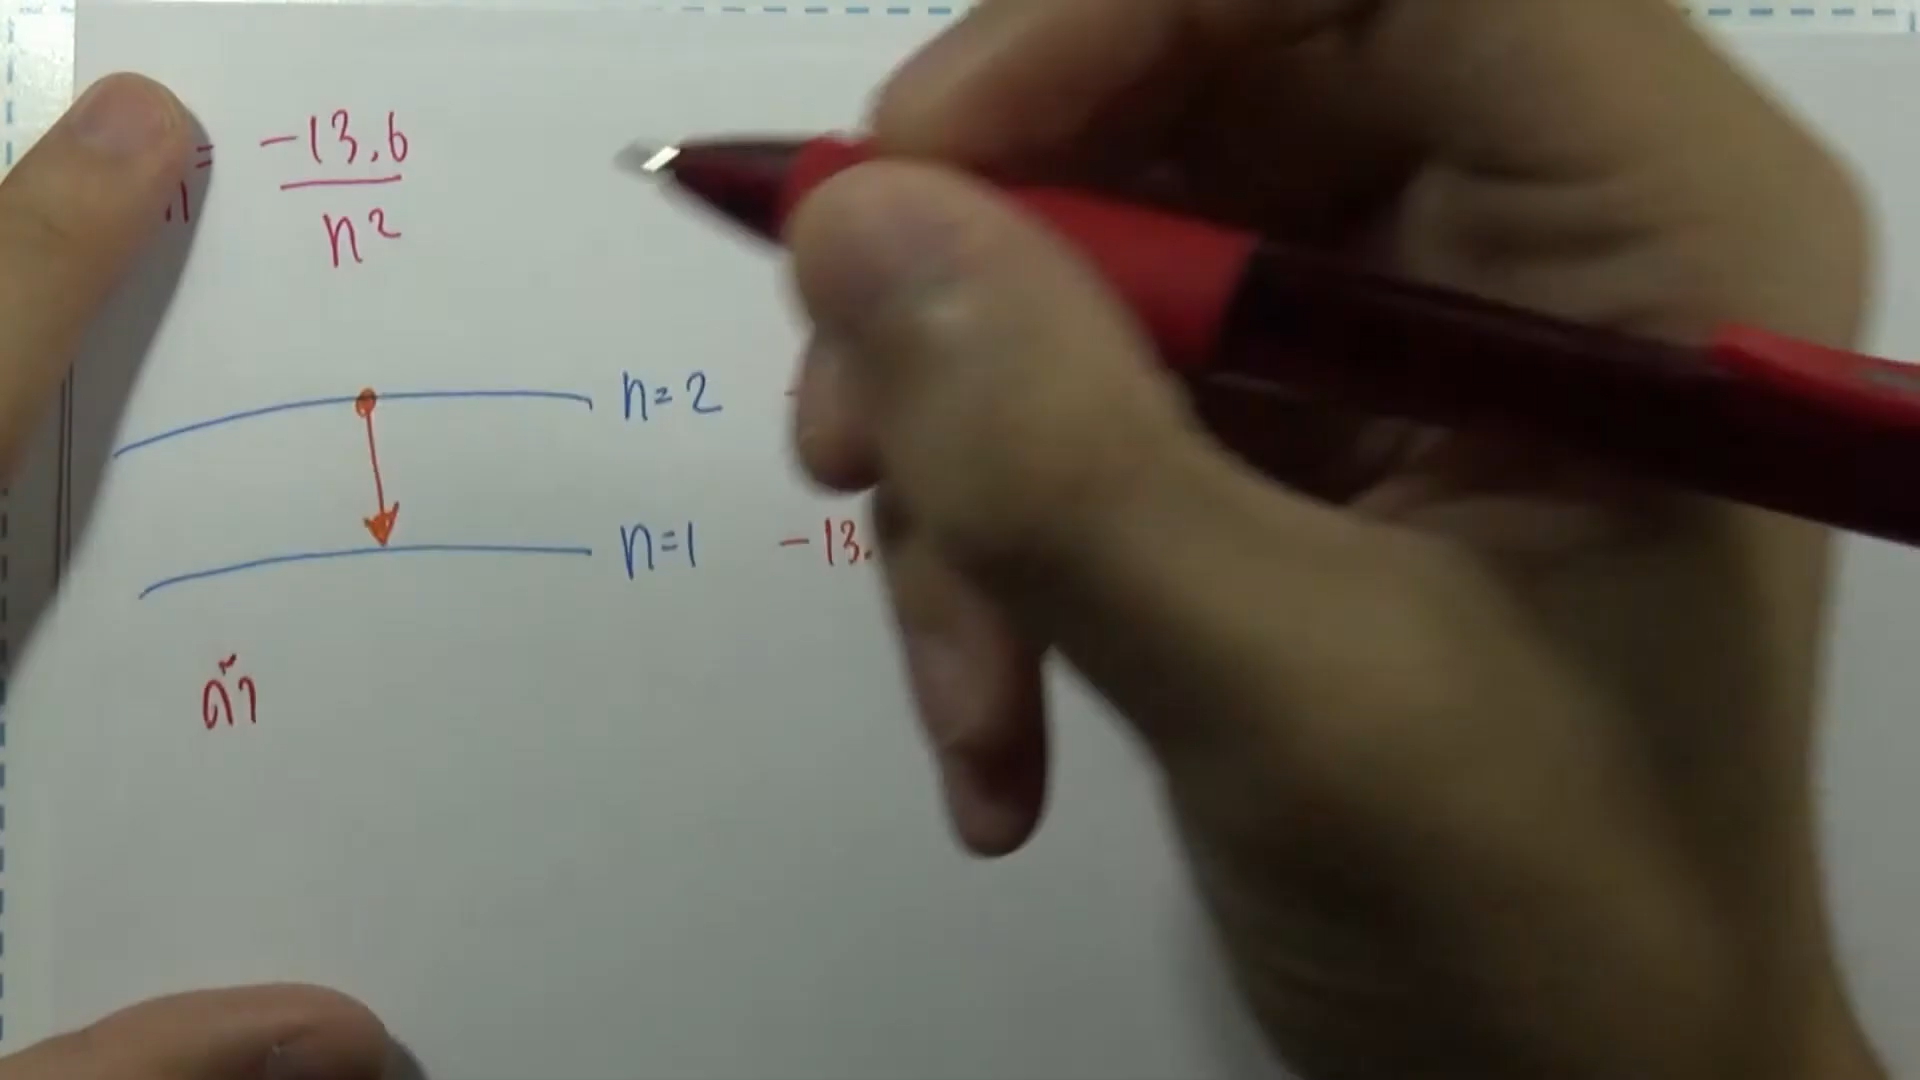 = -13.6
n²
n=2
n=1 -13.
ถ้า